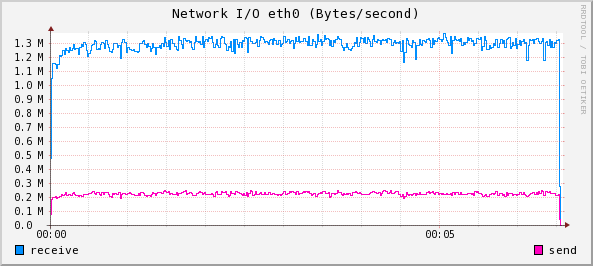 Network I/O eth0 (Bytes/second)
RRDTOOL / TOBI OETIKER
1.3 M
1.2 M
1.1 M
1.0 M
0.9 M
0.8 M
0.7 M
0.6 M
0.5 M
0.4 M
0.3 M
0.2 M
0.1 M
0.0
00:00
00:05
receive
send